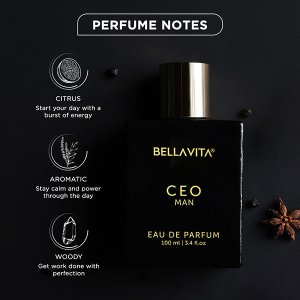 PERFUME NOTES
CITRUS
Start your day with a
burst of energy
AROMATIC
Stay calm and power
through the day
WOODY
Get work done with
perfection
BELLAVITA®
CEO
MAN
EAU DE PARFUM
100 ml | 3.4 fl.oz